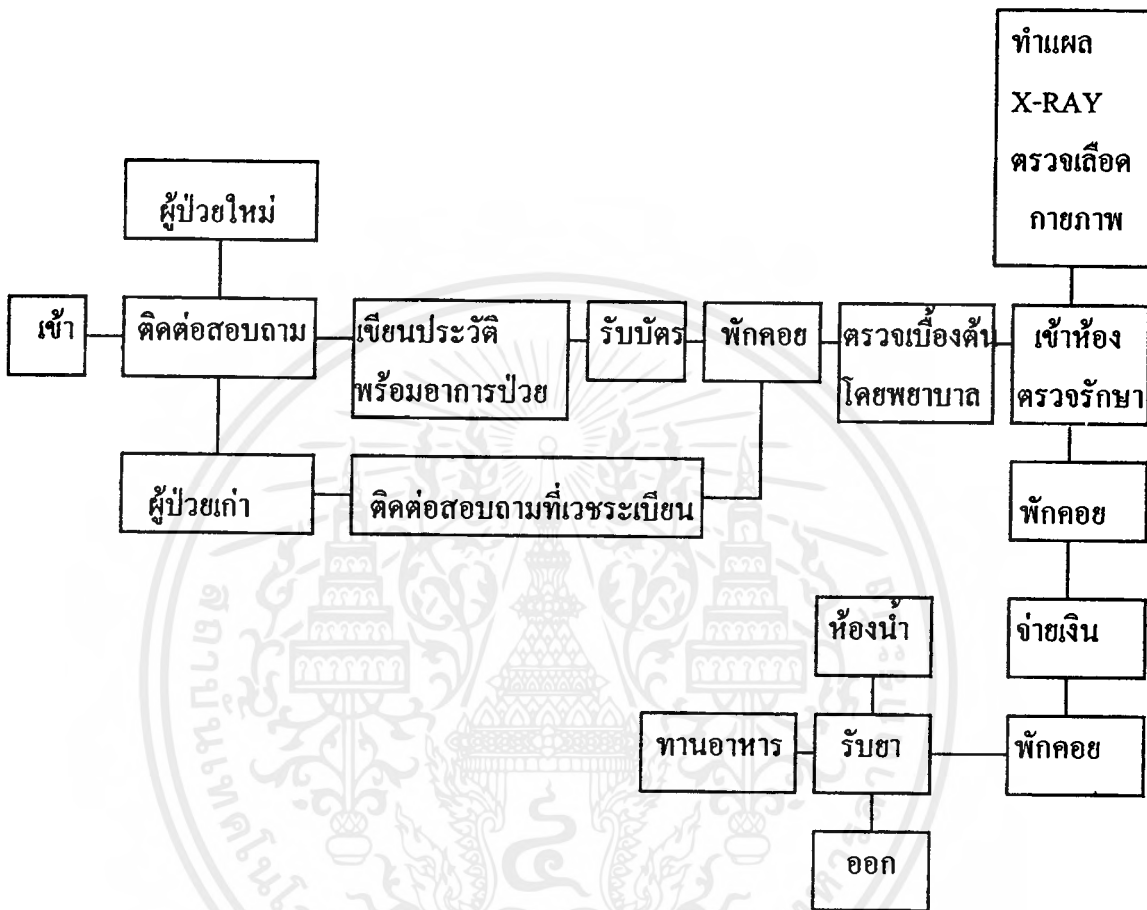 ทำแผล
X-RAY
ตรวจเลือด
กายภาพ
ผู้ป่วยใหม่
เข้า
ติดต่อสอบถาม
เขียนประวัติ
พร้อมอาการป่วย
รับบัตร
พักคอย
ตรวจเบื้องต้น
โดยพยาบาล
เข้าห้อง
ตรวจรักษา
ผู้ป่วยเก่า
ติดต่อสอบถามที่เวชระเบียน
พักคอย
ห้องน้ำ
จ่ายเงิน
ทานอาหาร
รับยา
พักคอย
ออก